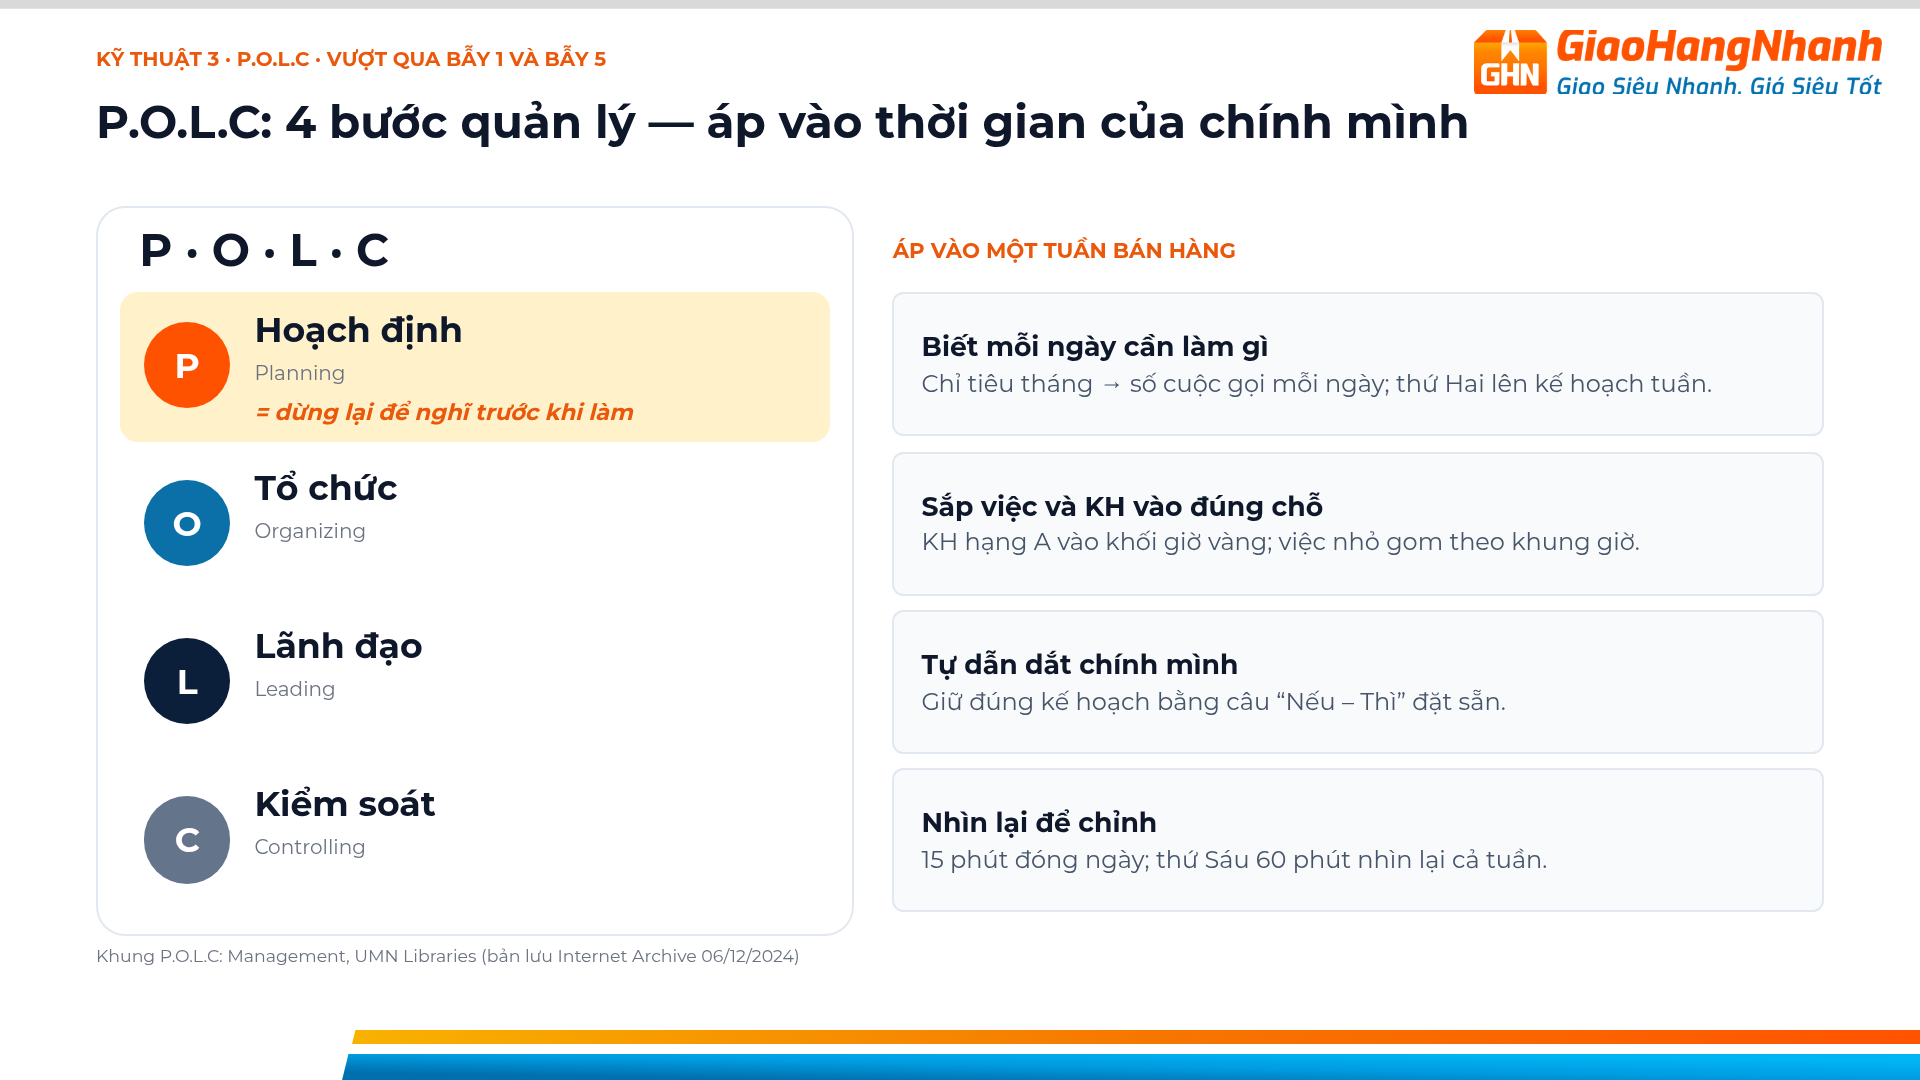 KỸ THUẬT 3 · P.O.L.C · VƯỢT QUA BẪY 1 VÀ BẪY 5
GHN
GiaoHangNhanh
Giao Siêu Nhanh. Giá Siêu Tốt
P.O.L.C: 4 bước quản lý — áp vào thời gian của chính mình
P · O · L · C
P
Hoạch định
Planning
= dừng lại để nghĩ trước khi làm
O
Tổ chức
Organizing
L
Lãnh đạo
Leading
C
Kiểm soát
Controlling
ÁP VÀO MỘT TUẦN BÁN HÀNG
Biết mỗi ngày cần làm gì
Chỉ tiêu tháng → số cuộc gọi mỗi ngày; thứ Hai lên kế hoạch tuần.
Sắp việc và KH vào đúng chỗ
KH hạng A vào khối giờ vàng; việc nhỏ gom theo khung giờ.
Tự dẫn dắt chính mình
Giữ đúng kế hoạch bằng câu “Nếu – Thì” đặt sẵn.
Nhìn lại để chỉnh
15 phút đóng ngày; thứ Sáu 60 phút nhìn lại cả tuần.
Khung P.O.L.C: Management, UMN Libraries (bản lưu Internet Archive 06/12/2024)